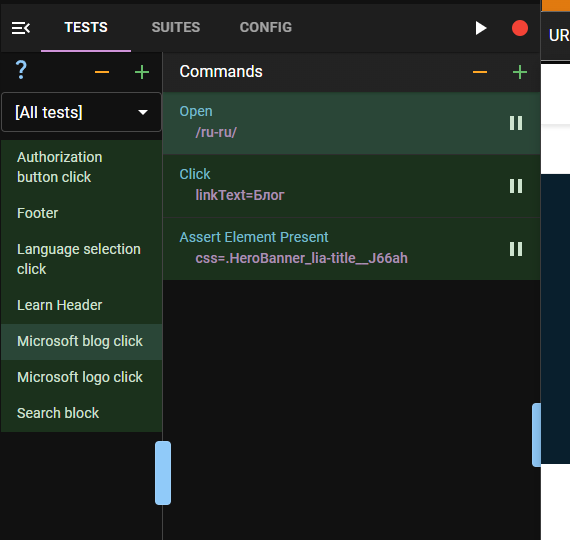 TESTS SUITES CONFIG
UR
? Commands
[All tests]
Open
/ru-ru/
Click
linkText=Блог
Assert Element Present
css=.HeroBanner_lia-title__J66ah
Authorization
button click
Footer
Language selection
click
Learn Header
Microsoft blog click
Microsoft logo click
Search block